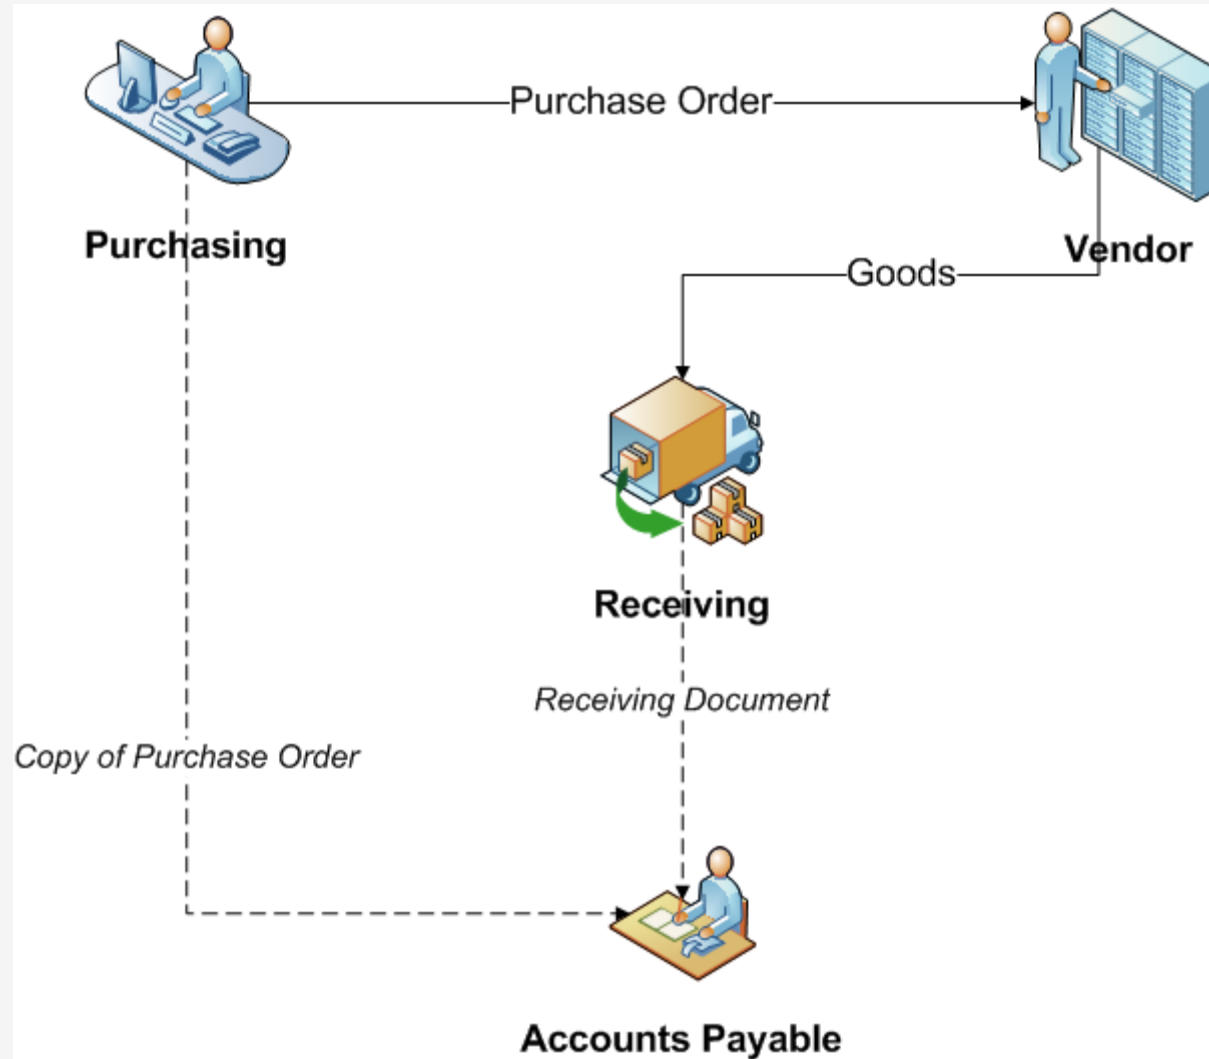 Purchase Order
Purchasing
Vendor
Goods
Receiving
Receiving Document
Copy of Purchase Order
Accounts Payable